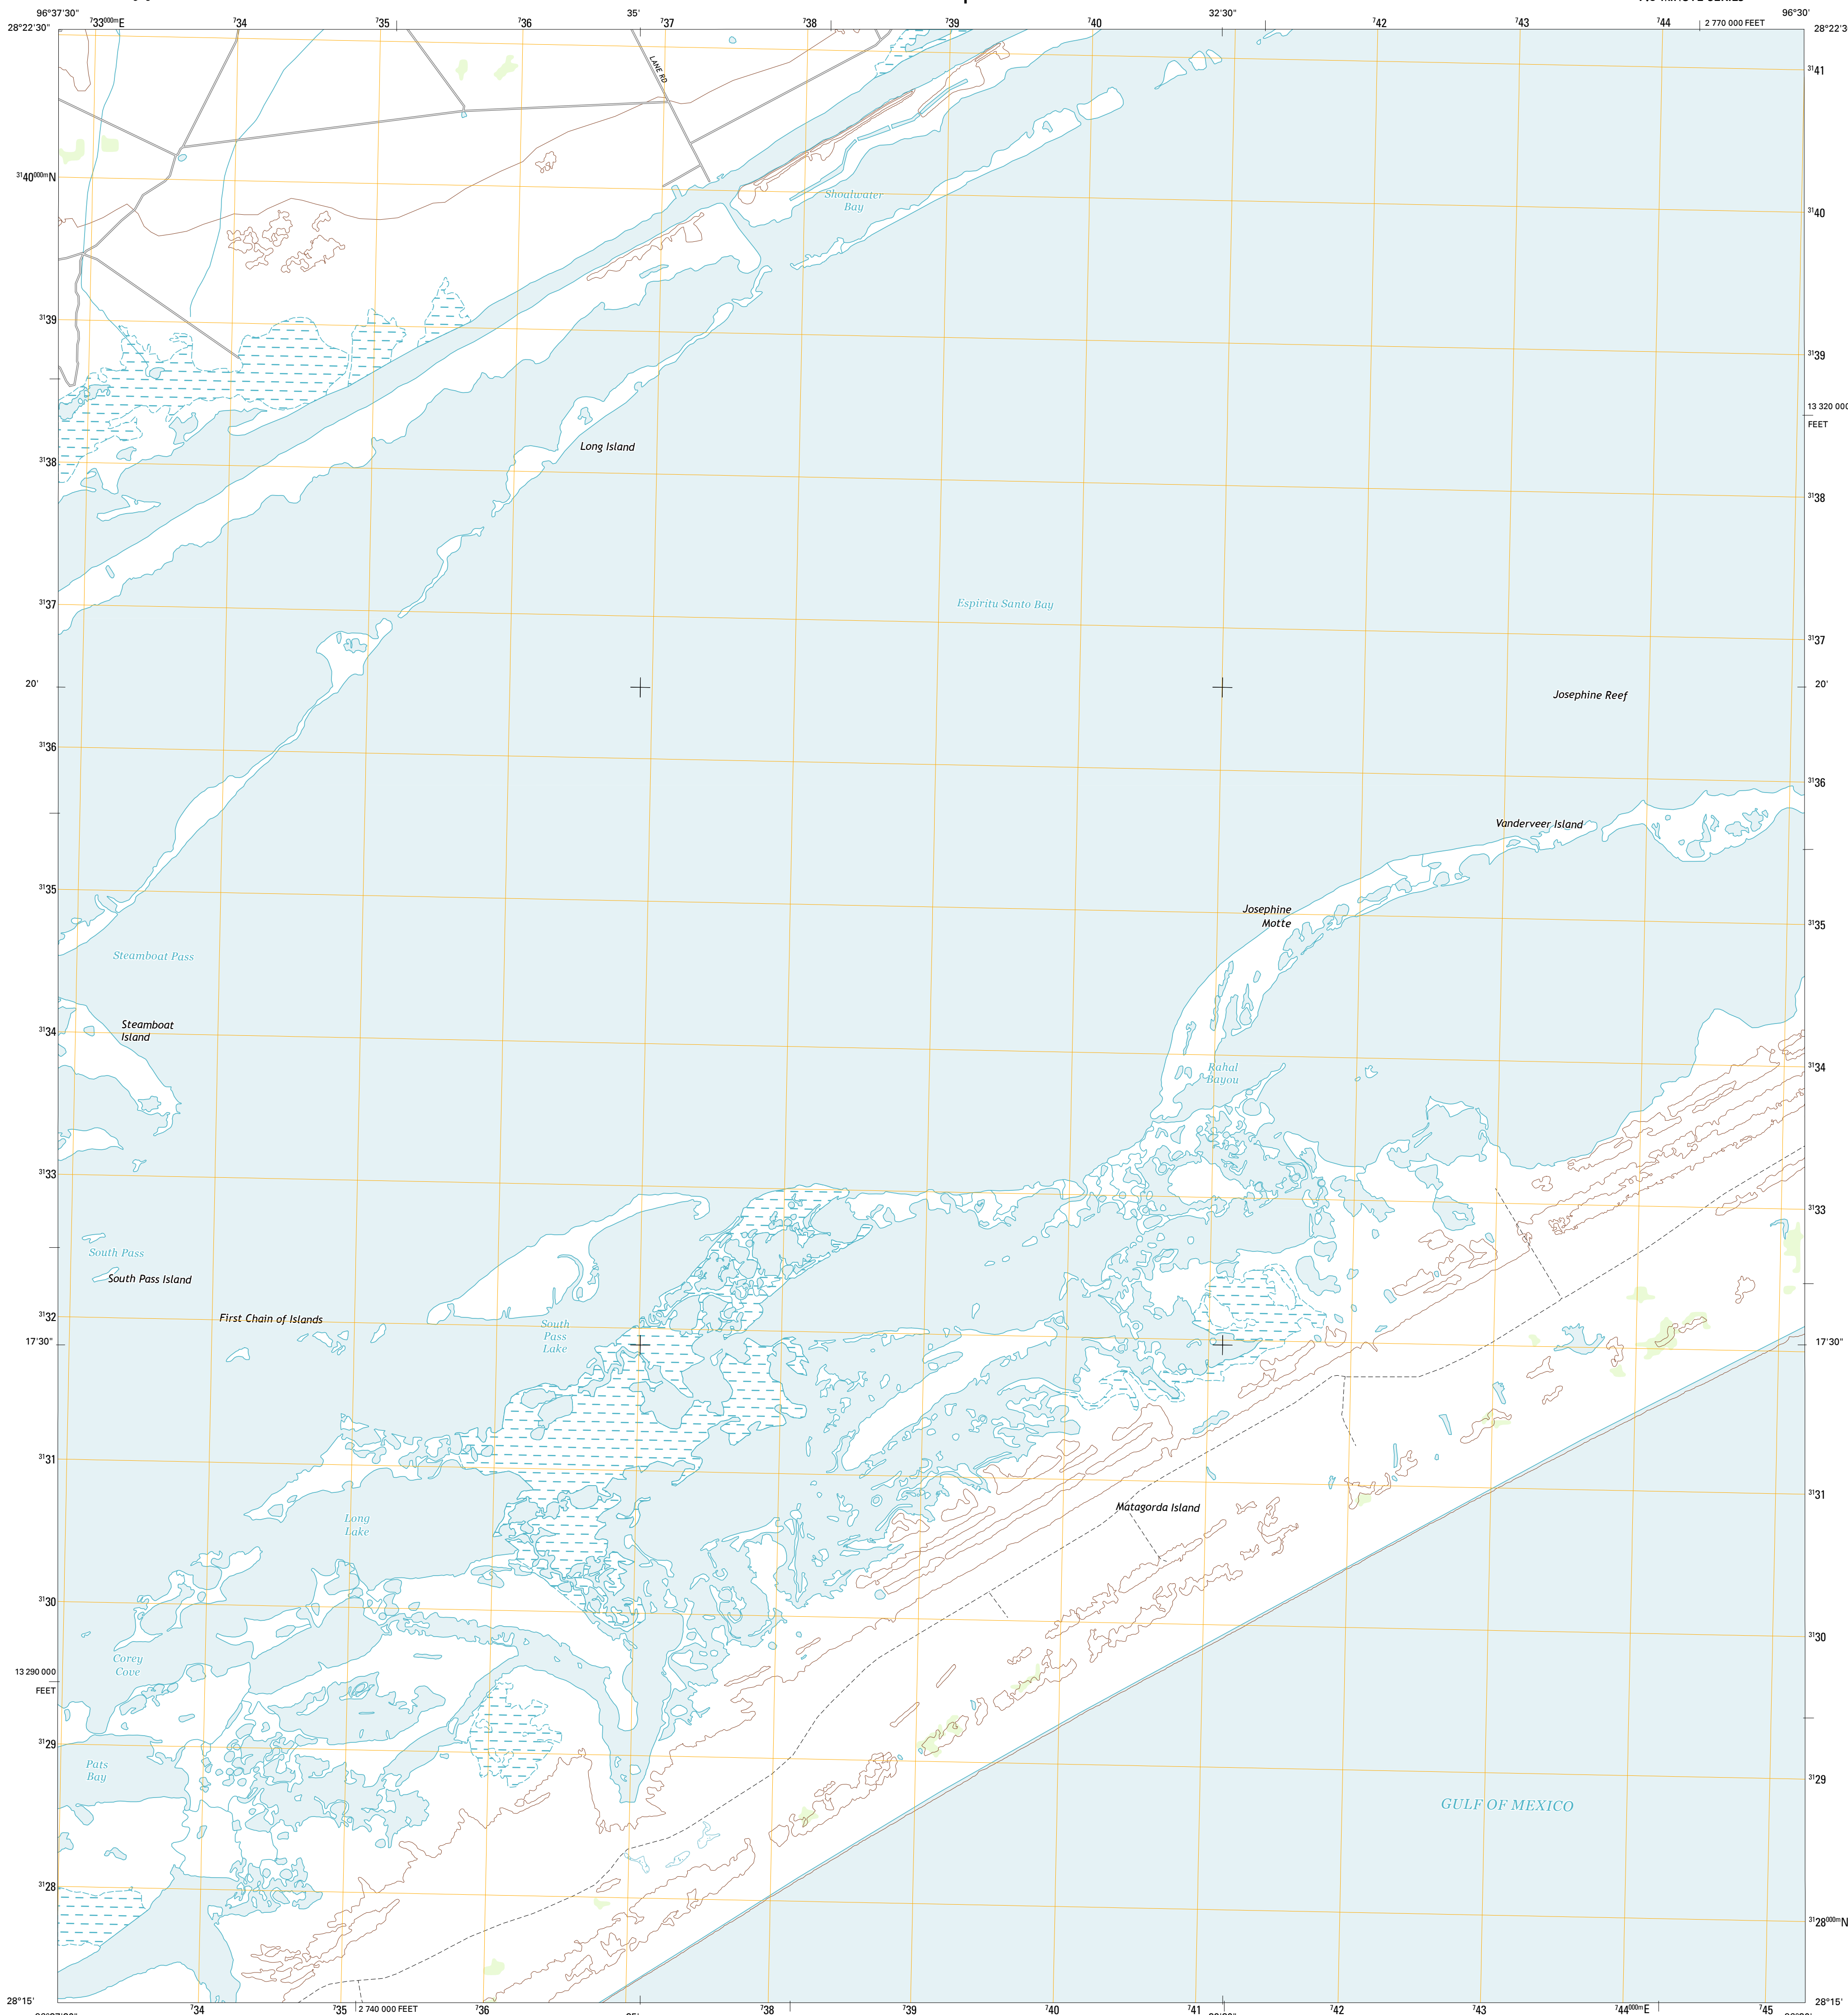 96°37'30"
⁷33⁰⁰⁰ᵐE
⁷34
⁷35
⁷36
35'
⁷37
⁷38
⁷39
⁷40
32'30"
⁷42
⁷43
⁷44
2 770 000 FEET
96°30'
28°22'30"
28°22'3
LANE RD
³¹41
³¹40⁰⁰⁰ᵐN
Shoalwater
Bay
³¹40
³¹39
³¹39
13 320 000
FEET
Long Island
³¹38
³¹38
³¹37
Espiritu Santo Bay
³¹37
20'
20'
Josephine Reef
³¹36
³¹36
Vanderveer Island
³¹35
Josephine
Motte
³¹35
Steamboat Pass
Steamboat
Island
³¹34
Rahal
Bayou
³¹34
³¹33
³¹33
South Pass
South Pass Island
First Chain of Islands
³¹32
South
Pass
Lake
17'30"
17'30"
³¹31
³¹31
Matagorda Island
Long
Lake
³¹30
³¹30
Corey
Cove
13 290 000
FEET
³¹29
Pats
Bay
³¹29
GULF OF MEXICO
³¹28
³¹28⁰⁰⁰ᵐN
28°15'
28°15'
⁷34
⁷35
2 740 000 FEET
⁷36
⁷38
⁷39
⁷40
⁷41
⁷42
⁷43
⁷44⁰⁰⁰ᵐE
⁷45